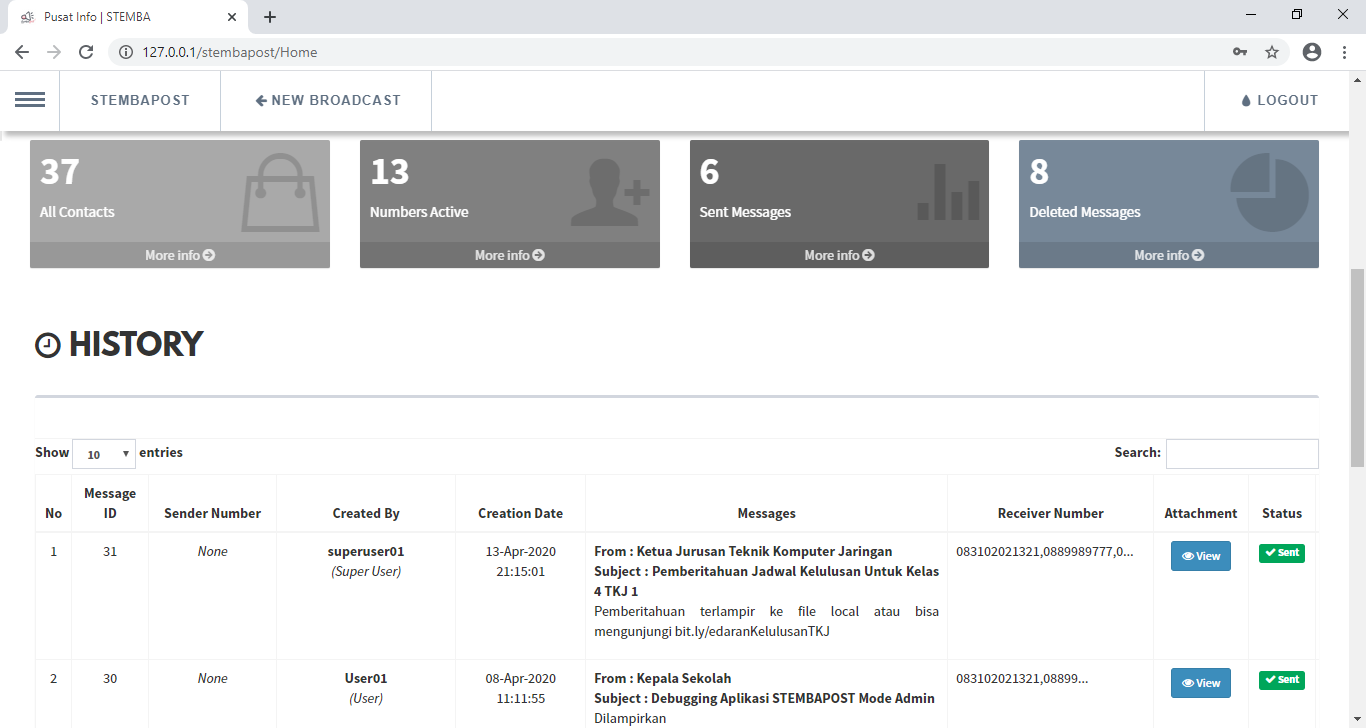 Pusat Info | STEMBA
127.0.0.1/stembapost/Home
STEMBAPOST
NEW BROADCAST
LOGOUT
37
All Contacts
More info
13
Numbers Active
More info
6
Sent Messages
More info
8
Deleted Messages
More info
HISTORY
Show 10 entries
Search:
No Message ID Sender Number Created By Creation Date Messages Receiver Number Attachment Status
1
31
None
superuser01
(Super User)
13-Apr-2020
21:15:01
From : Ketua Jurusan Teknik Komputer Jaringan
Subject : Pemberitahuan Jadwal Kelulusan Untuk Kelas
4 TKJ 1
Pemberitahuan terlampir ke file local atau bisa
mengunjungi bit.ly/edaranKelulusanTKJ
083102021321,0889989777,0...
View
Sent
2
30
None
User01
(User)
08-Apr-2020
11:11:55
From : Kepala Sekolah
Subject : Debugging Aplikasi STEMBAPOST Mode Admin
Dilampirkan
083102021321,08899...
View
Sent